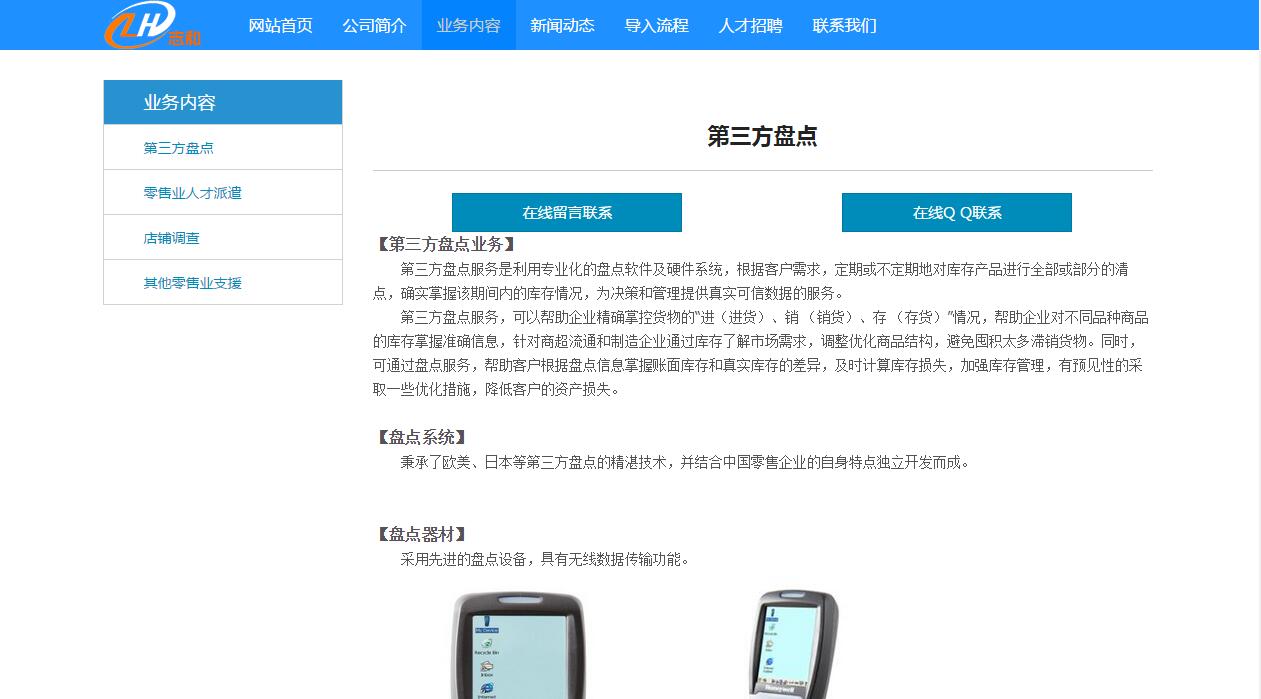 ZH 志和
网站首页 公司简介 业务内容 新闻动态 导入流程 人才招聘 联系我们
业务内容
第三方盘点
零售业人才派遣
店铺调查
其他零售业支援
第三方盘点
在线留言联系 在线Q Q联系
【第三方盘点业务】
第三方盘点服务是利用专业化的盘点软件及硬件系统，根据客户需求，定期或不定期地对库存产品进行全部或部分的清
点，确实掌握该期间内的库存情况，为决策和管理提供真实可信数据的服务。
第三方盘点服务，可以帮助企业精确掌控货物的“进（进货）、销 （销货）、存 （存货）”情况，帮助企业对不同品种商品
的库存掌握准确信息，针对商超流通和制造企业通过库存了解市场需求，调整优化商品结构，避免囤积太多滞销货物。同时，
可通过盘点服务，帮助客户根据盘点信息掌握账面库存和真实库存的差异，及时计算库存损失，加强库存管理，有预见性的采
取一些优化措施，降低客户的资产损失。
【盘点系统】
秉承了欧美、日本等第三方盘点的精湛技术，并结合中国零售企业的自身特点独立开发而成。
【盘点器材】
采用先进的盘点设备，具有无线数据传输功能。
My Device
Recycle Bin
Inbox
Internet
Honeywell